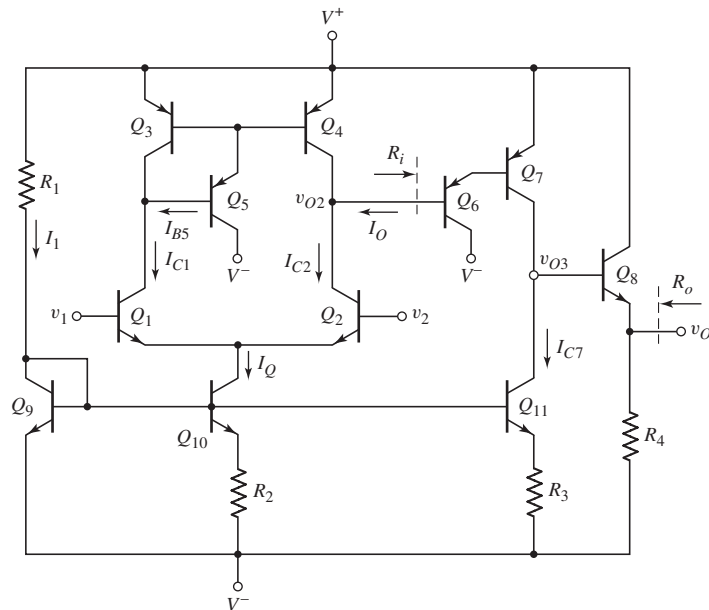 V⁺
Q₃
Q₄
R₁
Rᵢ
Q₇
Q₅
v_O2
Q₆
I₁
I_B5
I_O
I_C1
V⁻
I_C2
V⁻
v_O3
Q₈
R_o
v₁
Q₁
Q₂
v₂
v_O
I_Q
I_C7
Q₉
Q₁₀
Q₁₁
R₄
R₂
R₃
V⁻